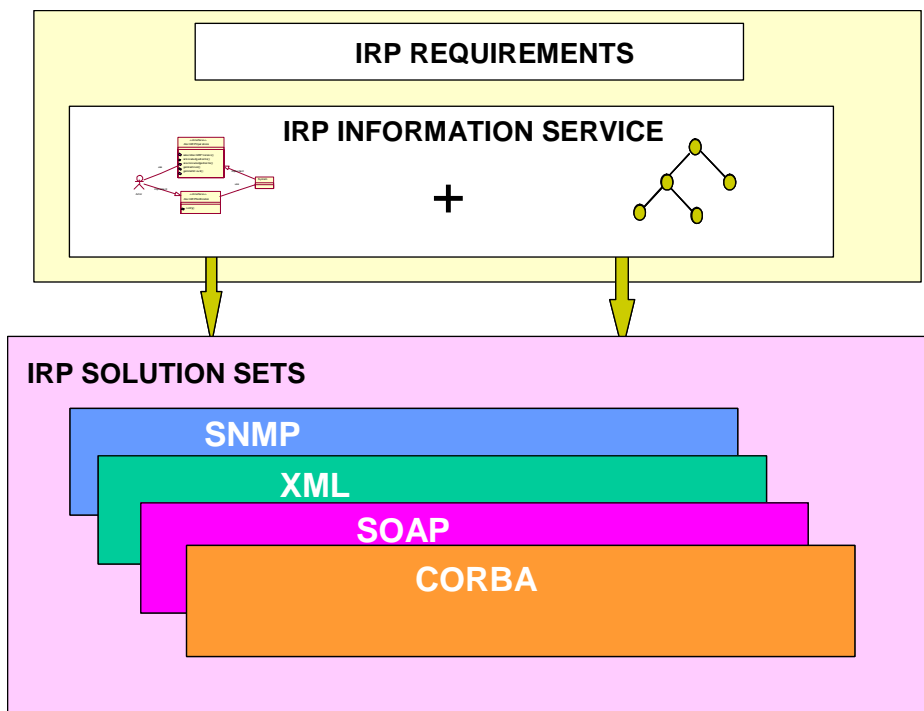 IRP REQUIREMENTS
IRP INFORMATION SERVICE
+
IRP SOLUTION SETS
SNMP
XML
SOAP
CORBA